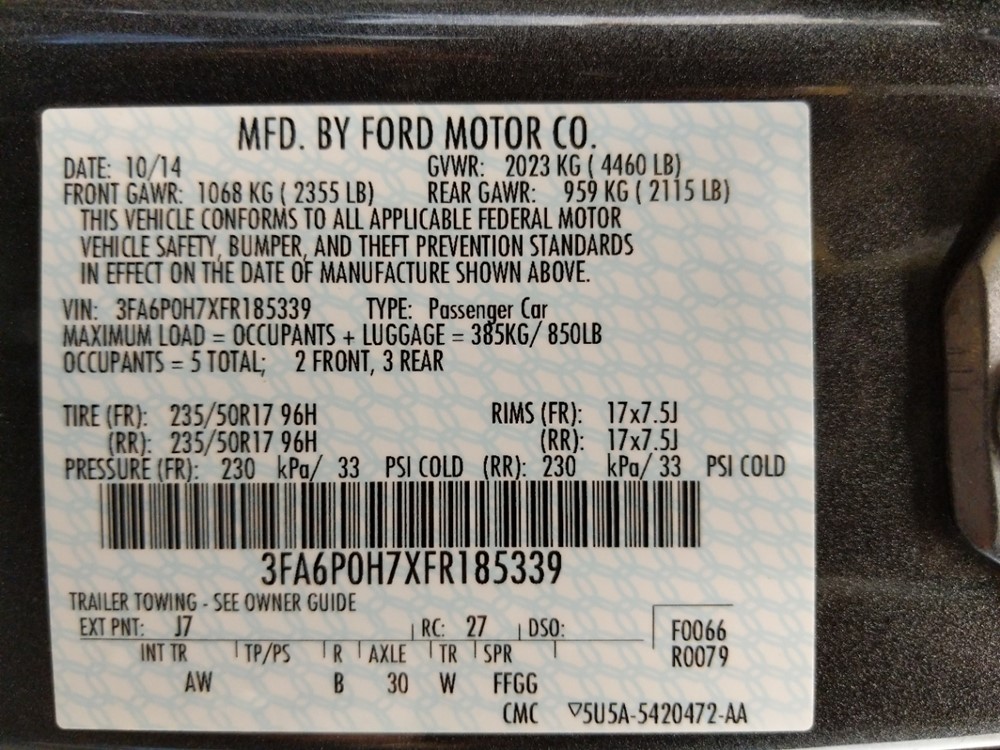 MFD. BY FORD MOTOR CO.
DATE: 10/14 GVWR: 2023 KG ( 4460 LB)
FRONT GAWR: 1068 KG ( 2355 LB) REAR GAWR: 959 KG ( 2115 LB)
THIS VEHICLE CONFORMS TO ALL APPLICABLE FEDERAL MOTOR
VEHICLE SAFETY, BUMPER, AND THEFT PREVENTION STANDARDS
IN EFFECT ON THE DATE OF MANUFACTURE SHOWN ABOVE.
VIN: 3FA6P0H7XFR185339 TYPE: Passenger Car
MAXIMUM LOAD = OCCUPANTS + LUGGAGE = 385KG/ 850LB
OCCUPANTS = 5 TOTAL; 2 FRONT, 3 REAR
TIRE (FR): 235/50R17 96H RIMS (FR): 17x7.5J
(RR): 235/50R17 96H (RR): 17x7.5J
PRESSURE (FR): 230 kPa/ 33 PSI COLD (RR): 230 kPa/ 33 PSI COLD
3FA6P0H7XFR185339
TRAILER TOWING - SEE OWNER GUIDE
EXT PNT: J7 RC: 27 DSO: F0066
INT TR TP/PS R AXLE TR SPR R0079
AW B 30 W FFGG
CMC ▽5U5A-5420472-AA